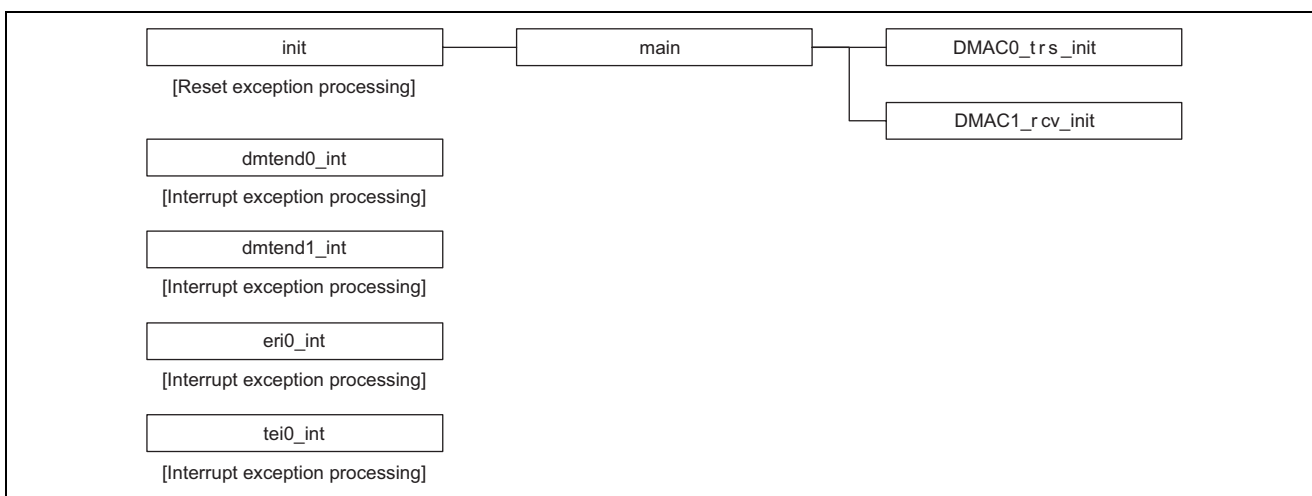 init
main
DMAC0_trs_init
[Reset exception processing]
DMAC1_rcv_init
dmtend0_int
[Interrupt exception processing]
dmtend1_int
[Interrupt exception processing]
eri0_int
[Interrupt exception processing]
tei0_int
[Interrupt exception processing]